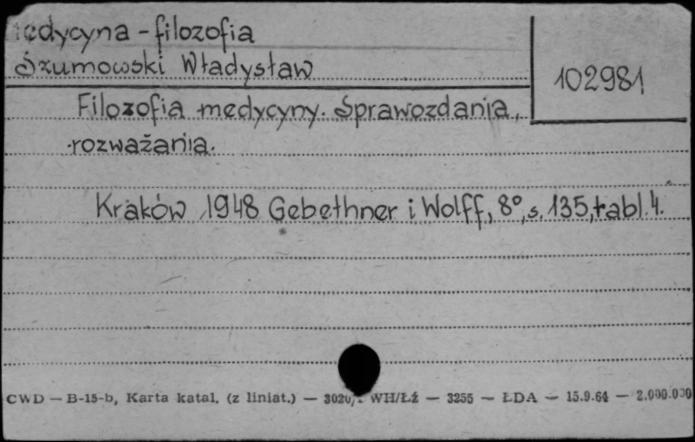 medycyna - filozofia
Szumowski Władysław
102981
Filozofia medycyny. Sprawozdania,
rozważania.
Kraków 1948 Gebethner i Wolff, 8°, s. 135, tabl. 4.
CWD — B-15-b, Karta katal. (z liniat.) — WH/Łź — 3255 — ŁDA — 15.9.64 — 2.000.000